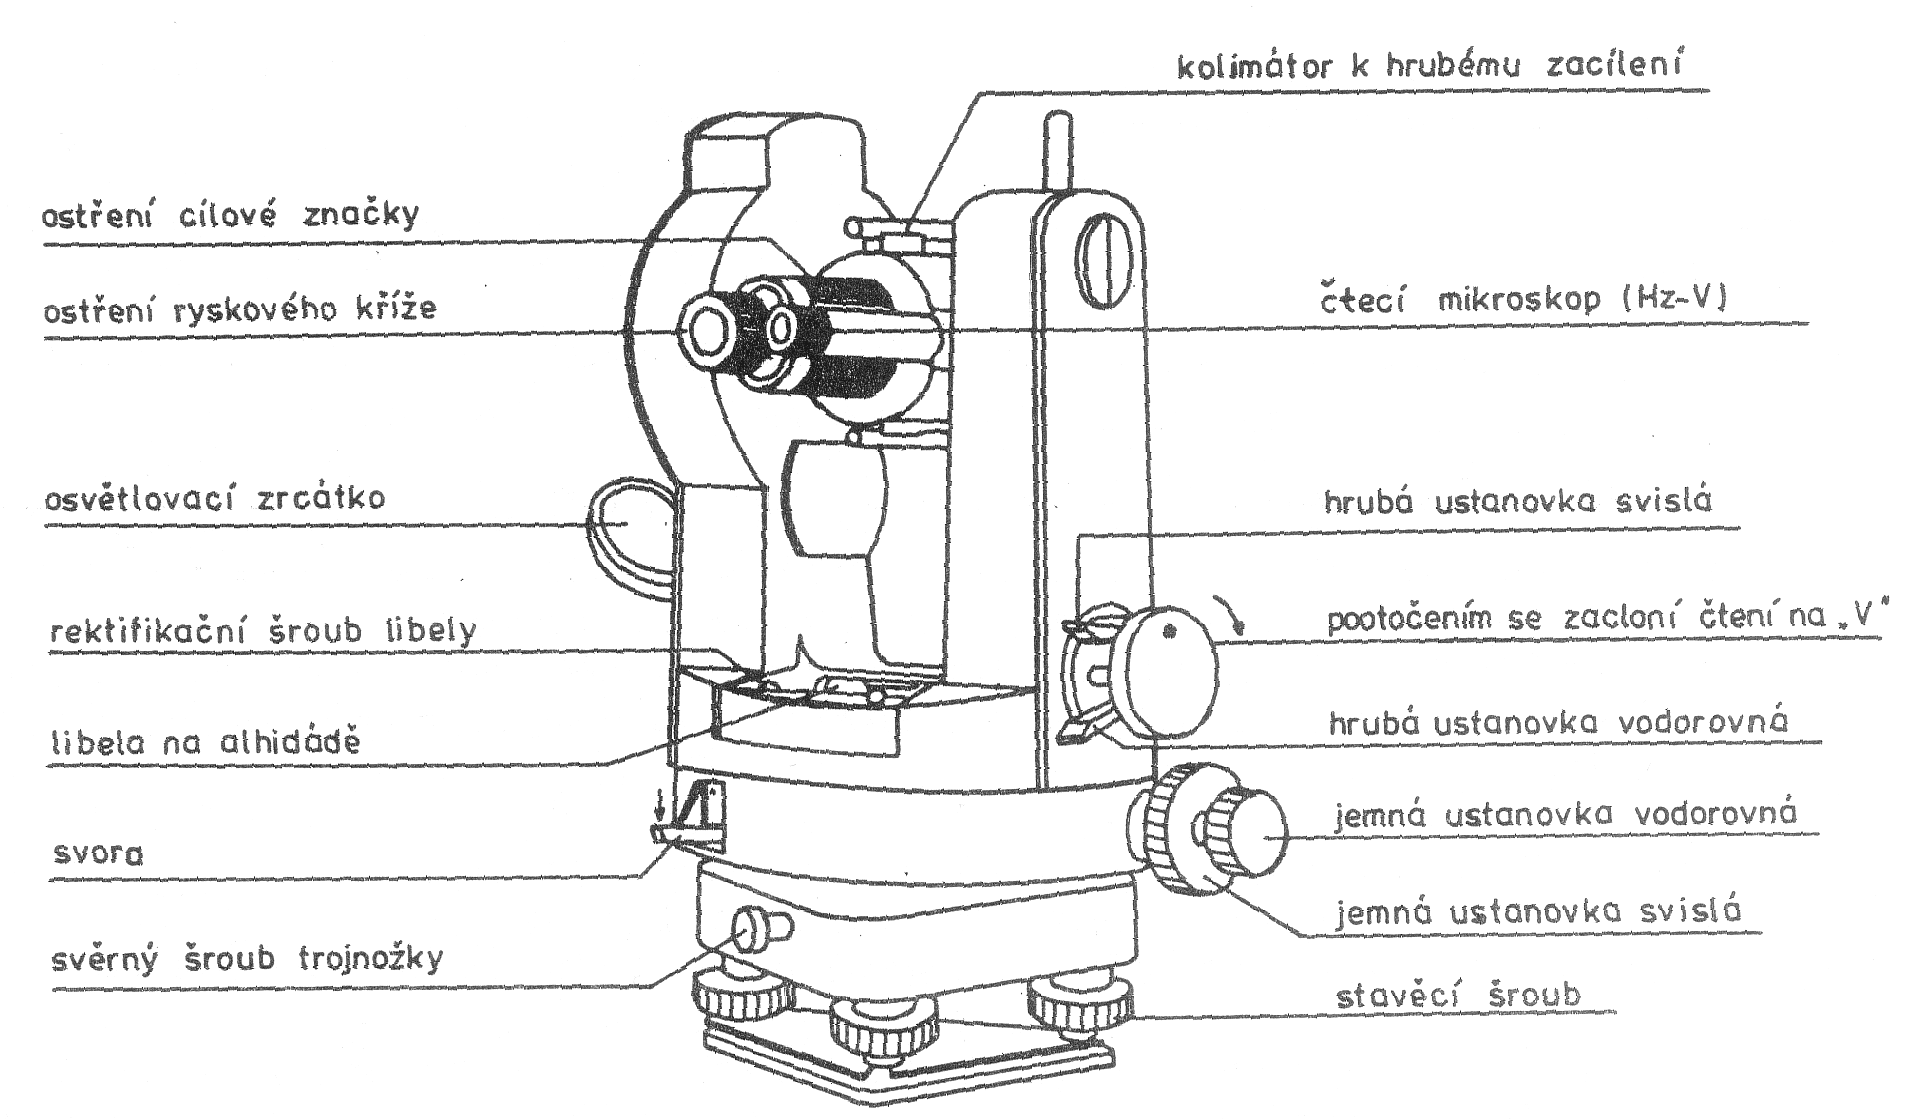 kolimátor k hrubému zacílení
ostření cílové značky
ostření ryskového kříže
čtecí mikroskop (Hz-V)
osvětlovací zrcátko
hrubá ustanovka svislá
rektifikační šroub libely
pootočením se zacloní čtení na „V"
libela na alhidádě
hrubá ustanovka vodorovná
jemná ustanovka vodorovná
svora
jemná ustanovka svislá
svěrný šroub trojnožky
stavěcí šroub